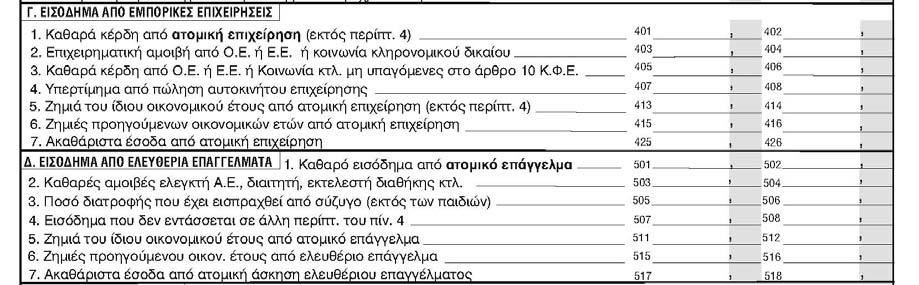 Γ. ΕΙΣΟΔΗΜΑ ΑΠΟ ΕΜΠΟΡΙΚΕΣ ΕΠΙΧΕΙΡΗΣΕΙΣ
1. Καθαρά κέρδη από ατομική επιχείρηση (εκτός περίπτ. 4) 401 , 402 ,
2. Επιχειρηματική αμοιβή από Ο.Ε. ή Ε.Ε. ή κοινωνία κληρονομικού δικαίου 403 , 404 ,
3. Καθαρά κέρδη από Ο.Ε. ή Ε.Ε. ή Κοινωνία κτλ. μη υπαγόμενες στο άρθρο 10 Κ.Φ.Ε. 405 , 406 ,
4. Υπερτίμημα από πώληση αυτοκινήτου επιχείρησης 407 , 408 ,
5. Ζημιά του ίδιου οικονομικού έτους από ατομική επιχείρηση (εκτός περίπτ. 4) 413 , 414 ,
6. Ζημιές προηγούμενων οικονομικών ετών από ατομική επιχείρηση 415 , 416 ,
7. Ακαθάριστα έσοδα από ατομική επιχείρηση 425 , 426 ,
Δ. ΕΙΣΟΔΗΜΑ ΑΠΟ ΕΛΕΥΘΕΡΙΑ ΕΠΑΓΓΕΛΜΑΤΑ 1. Καθαρό εισόδημα από ατομικό επάγγελμα 501 , 502 ,
2. Καθαρές αμοιβές ελεγκτή Α.Ε., διαιτητή, εκτελεστή διαθήκης κτλ. 503 , 504 ,
3. Ποσό διατροφής που έχει εισπραχθεί από σύζυγο (εκτός των παιδιών) 505 , 506 ,
4. Εισόδημα που δεν εντάσσεται σε άλλη περίπτ. του πίν. 4 507 , 508 ,
5. Ζημιά του ίδιου οικονομικού έτους από ατομικό επάγγελμα 511 , 512 ,
6. Ζημίες προηγούμενου οικον. έτους από ελευθέριο επάγγελμα 515 , 516 ,
7. Ακαθάριστα έσοδα από ατομική άσκηση ελευθέριου επαγγέλματος 517 , 518 ,